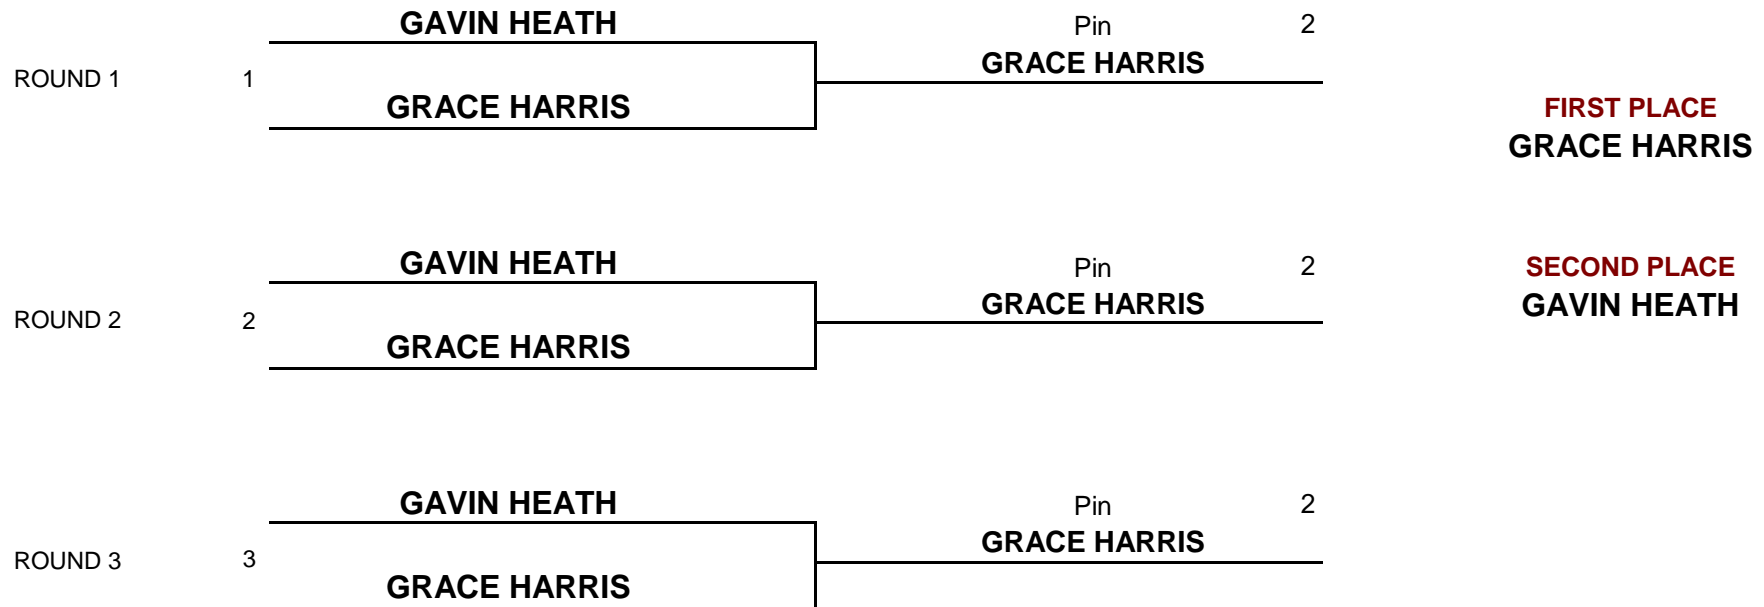 GAVIN HEATH
Pin 2
GRACE HARRIS
ROUND 1 1
GRACE HARRIS
FIRST PLACE
GRACE HARRIS
GAVIN HEATH
Pin 2
SECOND PLACE
GRACE HARRIS
GAVIN HEATH
ROUND 2 2
GRACE HARRIS
GAVIN HEATH
Pin 2
GRACE HARRIS
ROUND 3 3
GRACE HARRIS